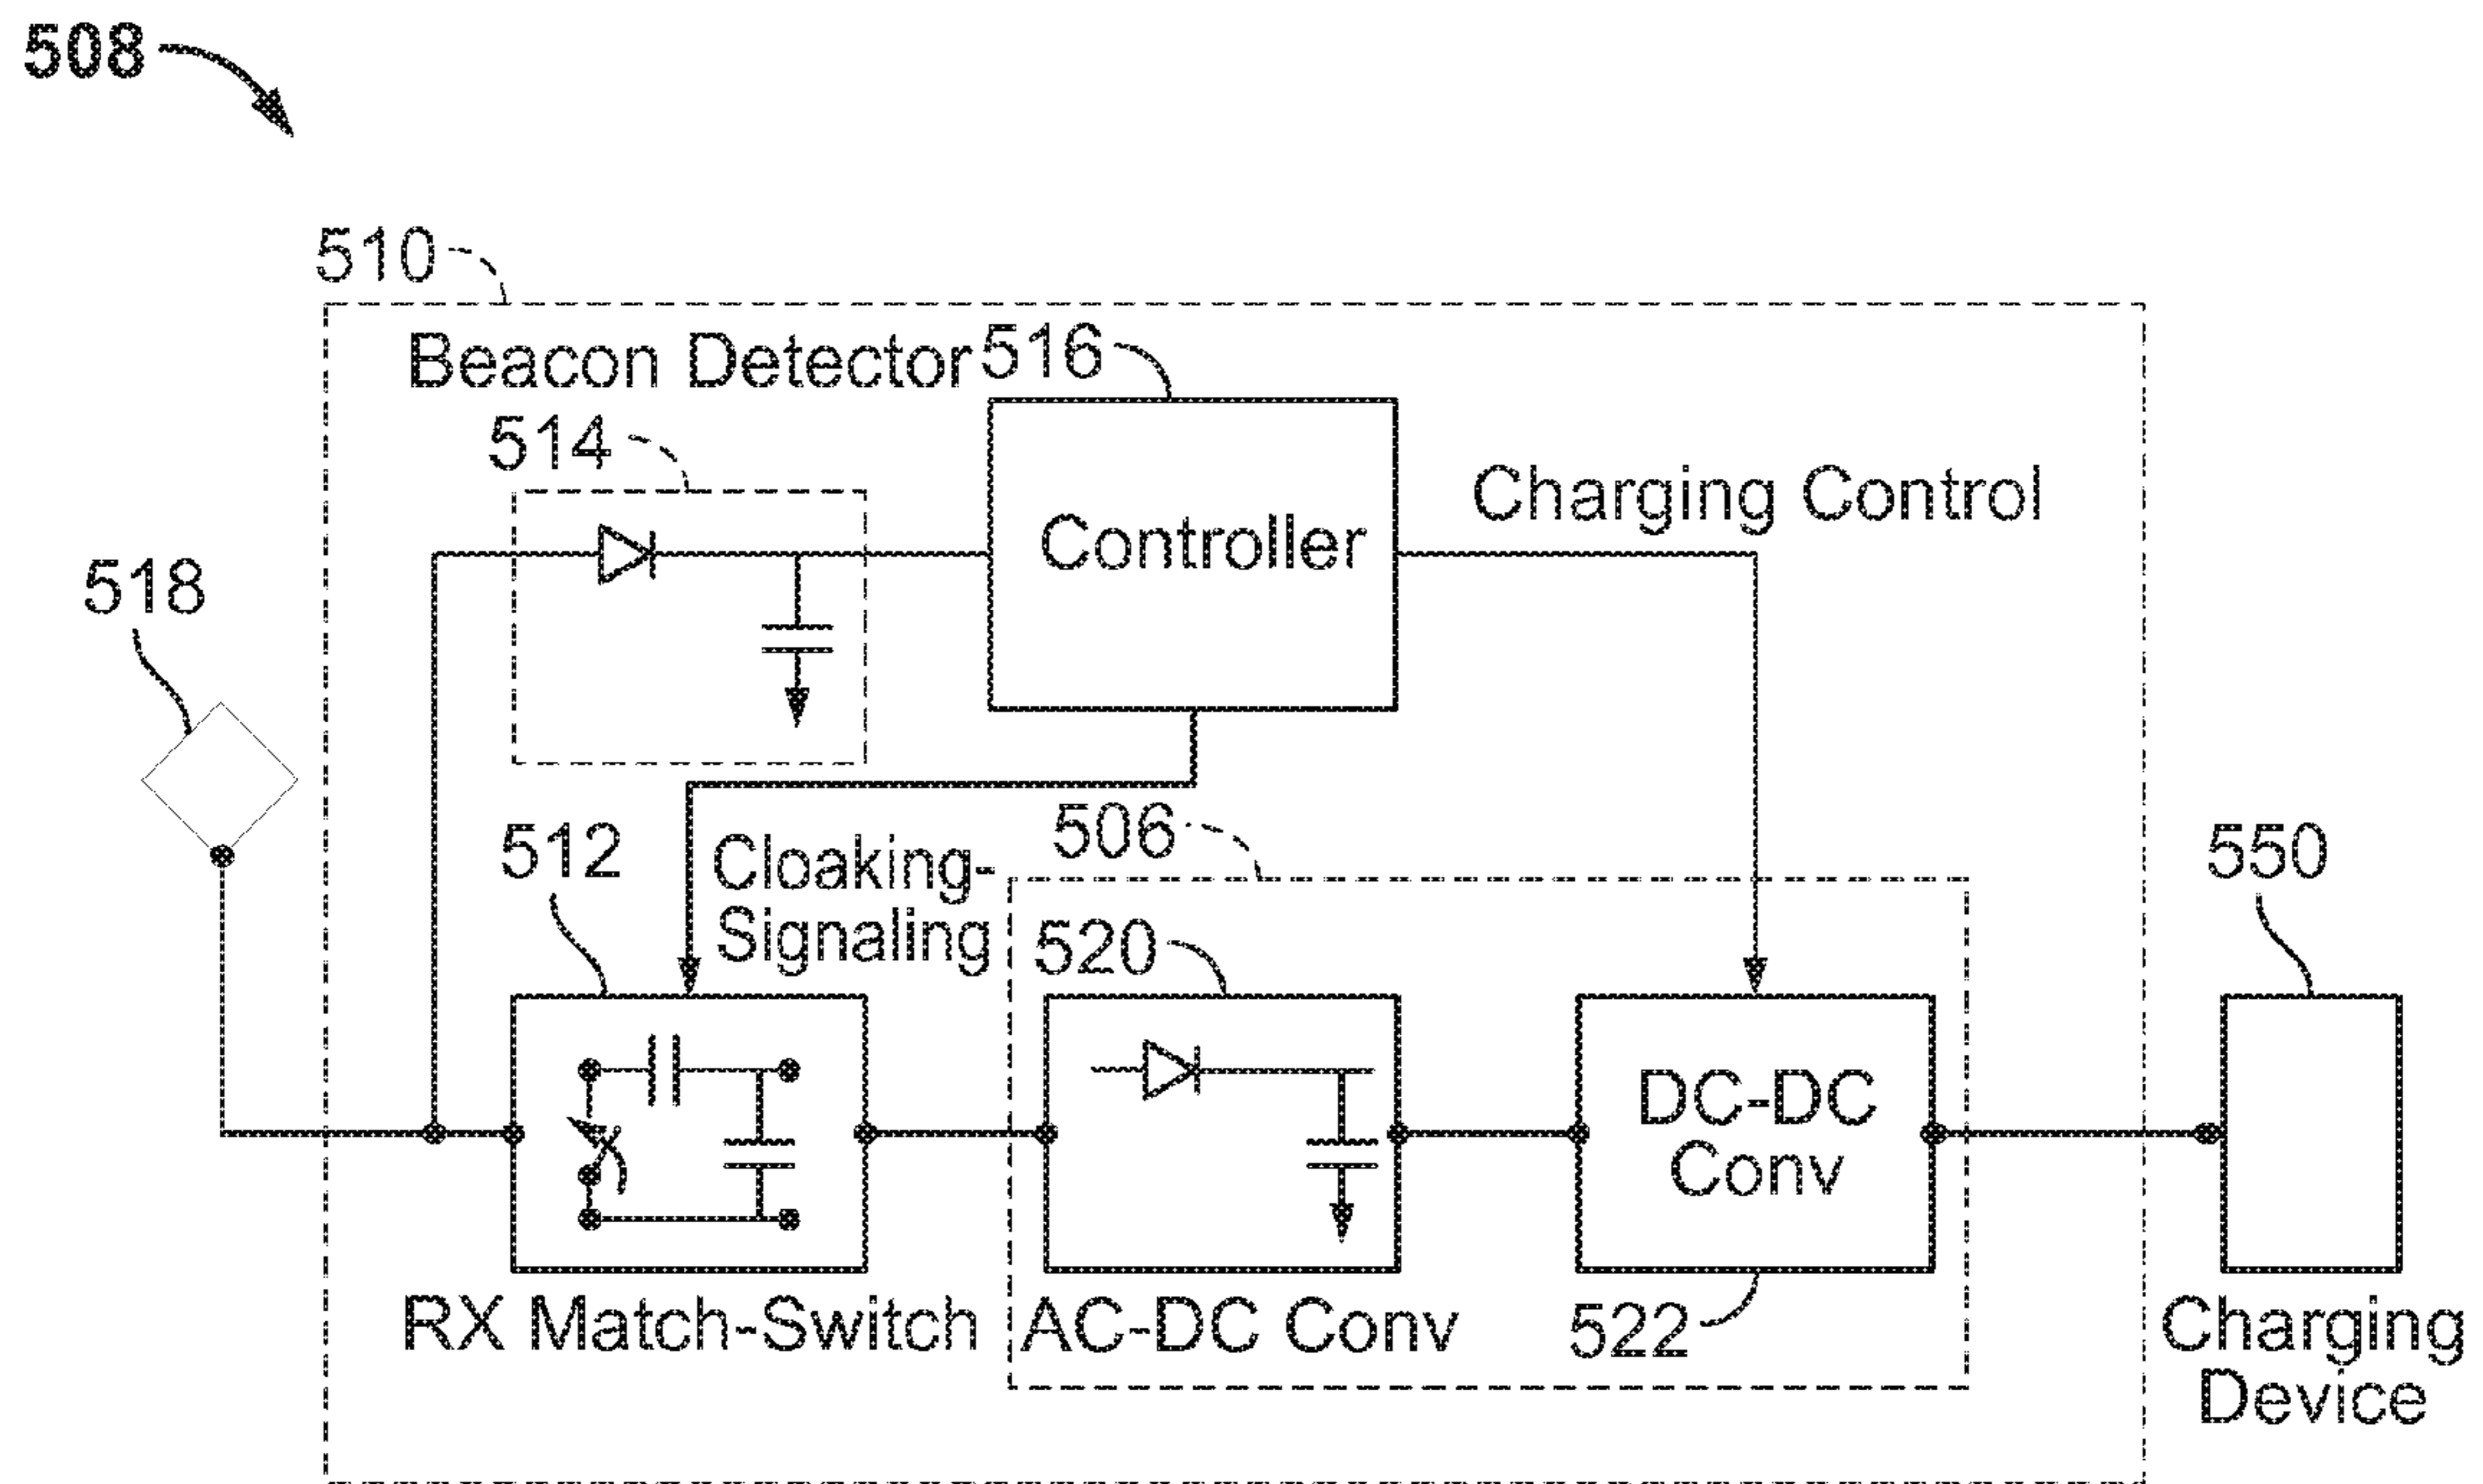 508
510
Beacon Detector
516
514
Controller
Charging Control
518
512
Cloaking-
Signaling
506
520
550
DC-DC
Conv
RX Match-Switch
AC-DC Conv
522
Charging
Device